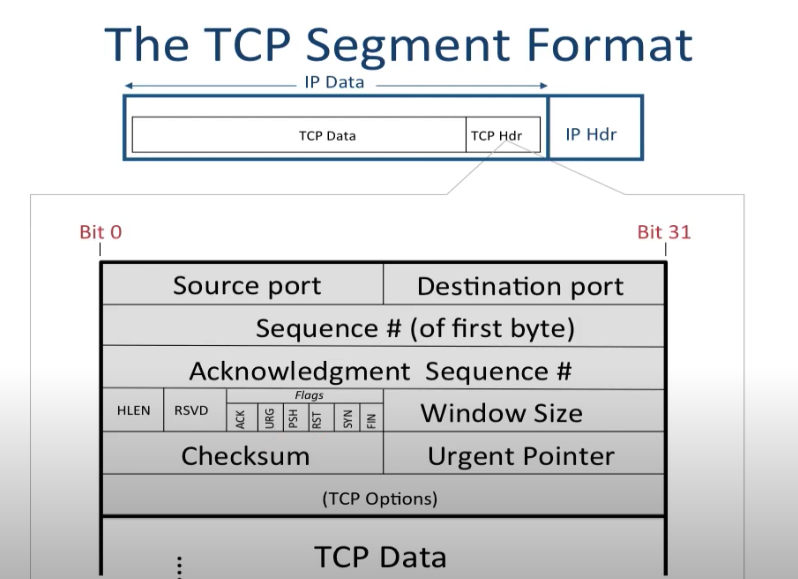 The TCP Segment Format
IP Data
TCP Data
TCP Hdr
IP Hdr
Bit 0
Bit 31
Source port
Destination port
Sequence # (of first byte)
Acknowledgment Sequence #
HLEN
RSVD
Flags
ACK
URG
PSH
RST
SYN
FIN
Window Size
Checksum
Urgent Pointer
(TCP Options)
TCP Data